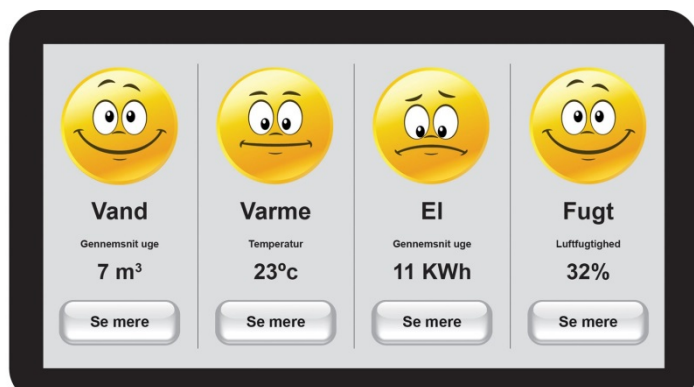 Vand
Gennemsnit uge
7 m³
Se mere
Varme
Temperatur
23ºc
Se mere
El
Gennemsnit uge
11 KWh
Se mere
Fugt
Luftfugtighed
32%
Se mere